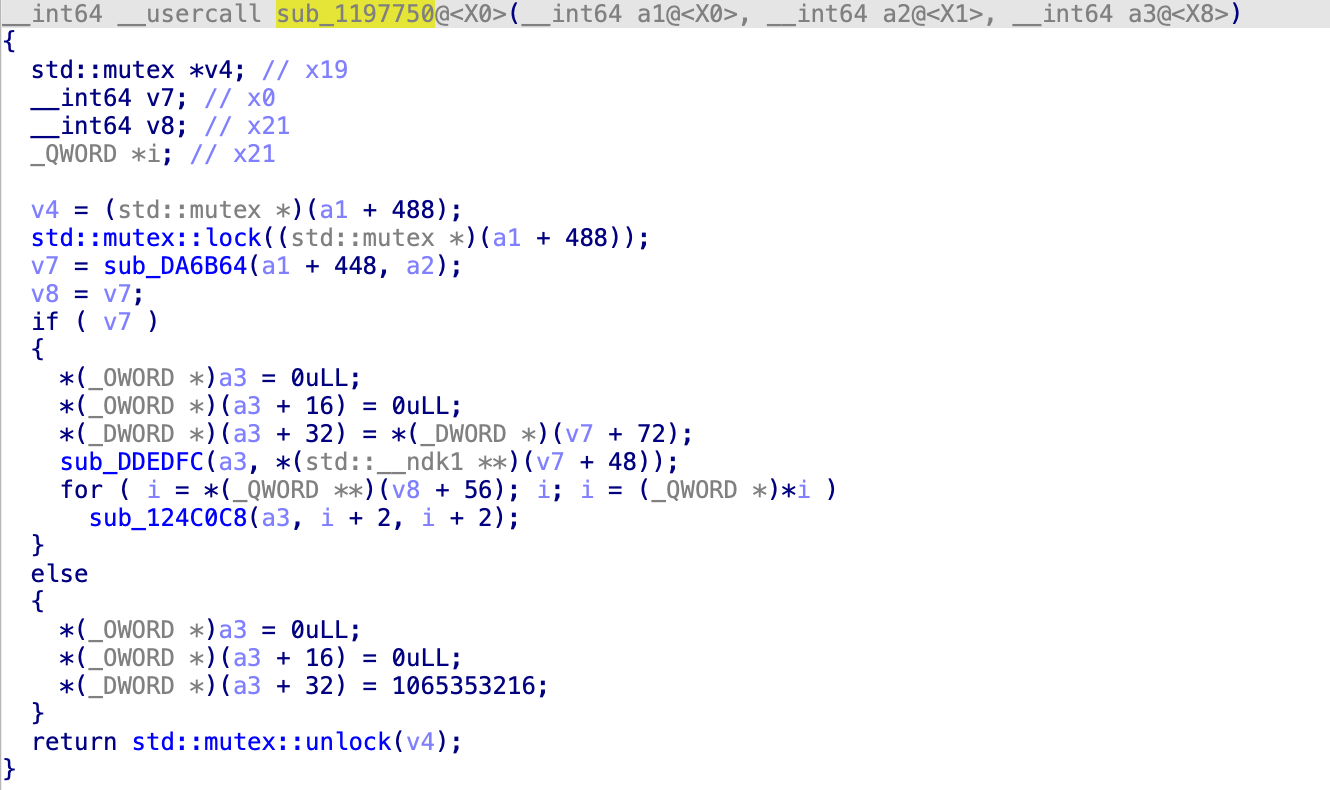 __int64 __usercall sub_1197750@<X0>(__int64 a1@<X0>, __int64 a2@<X1>, __int64 a3@<X8>)
{
  std::mutex *v4; // x19
  __int64 v7; // x0
  __int64 v8; // x21
  _QWORD *i; // x21

  v4 = (std::mutex *)(a1 + 488);
  std::mutex::lock((std::mutex *)(a1 + 488));
  v7 = sub_DA6B64(a1 + 448, a2);
  v8 = v7;
  if ( v7 )
  {
    *(_OWORD *)a3 = 0uLL;
    *(_OWORD *)(a3 + 16) = 0uLL;
    *(_DWORD *)(a3 + 32) = *(_DWORD *)(v7 + 72);
    sub_DDEDFC(a3, *(std::__ndk1 **)(v7 + 48));
    for ( i = *(_QWORD **)(v8 + 56); i; i = (_QWORD *)*i )
      sub_124C0C8(a3, i + 2, i + 2);
  }
  else
  {
    *(_OWORD *)a3 = 0uLL;
    *(_OWORD *)(a3 + 16) = 0uLL;
    *(_DWORD *)(a3 + 32) = 1065353216;
  }
  return std::mutex::unlock(v4);
}